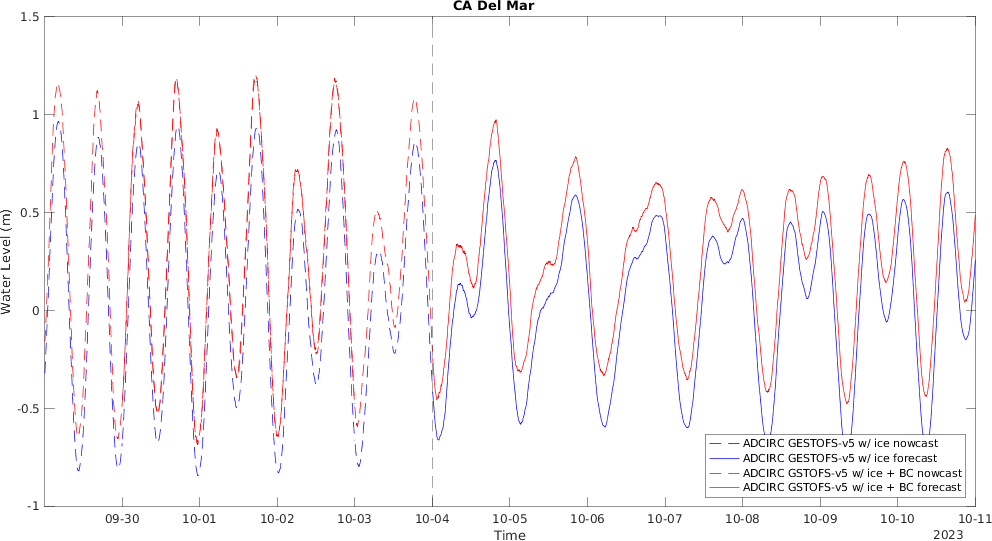 CA Del Mar
1.5
1
0.5
0
-0.5
-1
Water Level (m)
09-30 10-01 10-02 10-03 10-04 10-05 10-06 10-07 10-08 10-09 10-10 10-11
Time
2023
ADCIRC GESTOFS-v5 w/ ice nowcast
ADCIRC GESTOFS-v5 w/ ice forecast
ADCIRC GSTOFS-v5 w/ ice + BC nowcast
ADCIRC GSTOFS-v5 w/ ice + BC forecast